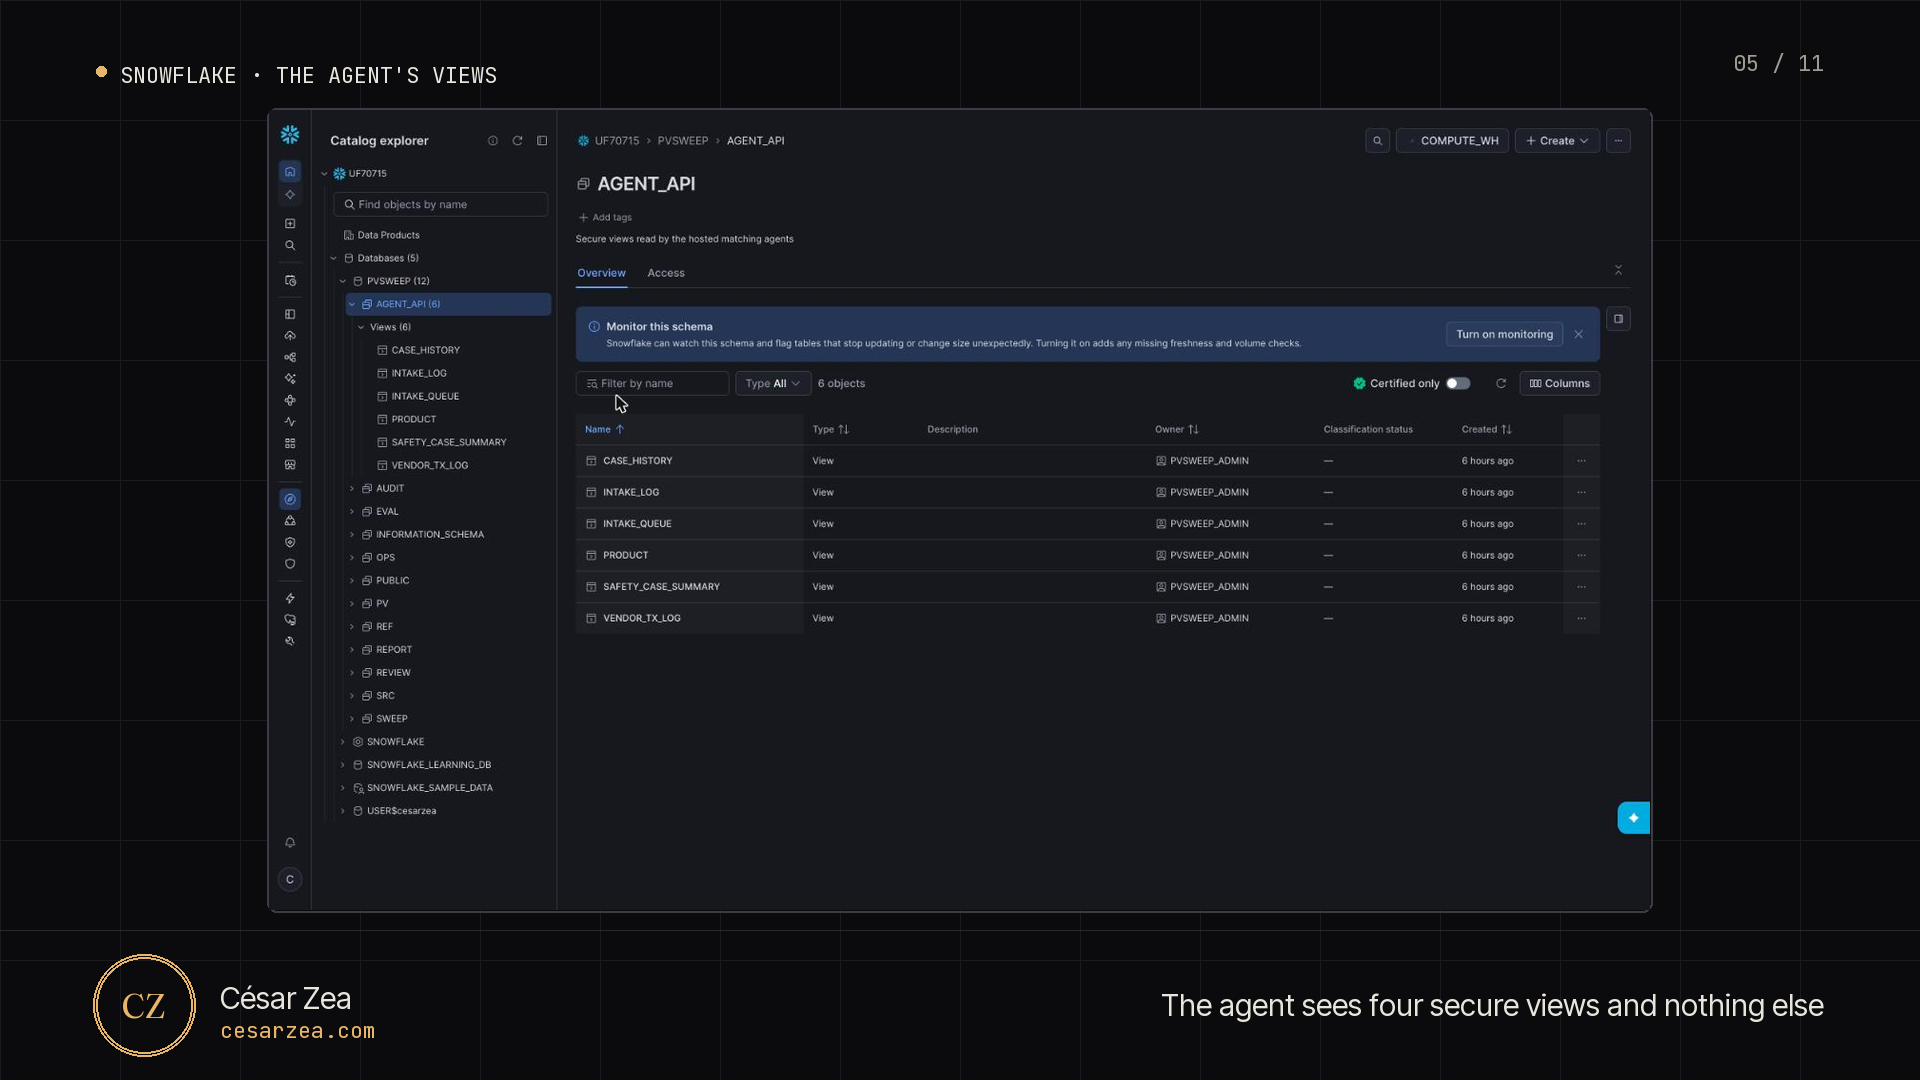 SNOWFLAKE · THE AGENT'S VIEWS
05 / 11
Catalog explorer
UF70715
Find objects by name
Data Products
Databases (5)
PVSWEEP (12)
AGENT_API (6)
Views (6)
CASE_HISTORY
INTAKE_LOG
INTAKE_QUEUE
PRODUCT
SAFETY_CASE_SUMMARY
VENDOR_TX_LOG
AUDIT
EVAL
INFORMATION_SCHEMA
OPS
PUBLIC
PV
REF
REPORT
REVIEW
SRC
SWEEP
SNOWFLAKE
SNOWFLAKE_LEARNING_DB
SNOWFLAKE_SAMPLE_DATA
USER$cesarzea
C
UF70715 › PVSWEEP › AGENT_API
COMPUTE_WH
+ Create
AGENT_API
+ Add tags
Secure views read by the hosted matching agents
Overview Access
Monitor this schema
Snowflake can watch this schema and flag tables that stop updating or change size unexpectedly. Turning it on adds any missing freshness and volume checks.
Turn on monitoring
Filter by name Type All 6 objects Certified only Columns
Name Type Description Owner Classification status Created
CASE_HISTORY View PVSWEEP_ADMIN — 6 hours ago
INTAKE_LOG View PVSWEEP_ADMIN — 6 hours ago
INTAKE_QUEUE View PVSWEEP_ADMIN — 6 hours ago
PRODUCT View PVSWEEP_ADMIN — 6 hours ago
SAFETY_CASE_SUMMARY View PVSWEEP_ADMIN — 6 hours ago
VENDOR_TX_LOG View PVSWEEP_ADMIN — 6 hours ago
CZ
César Zea
cesarzea.com
The agent sees four secure views and nothing else